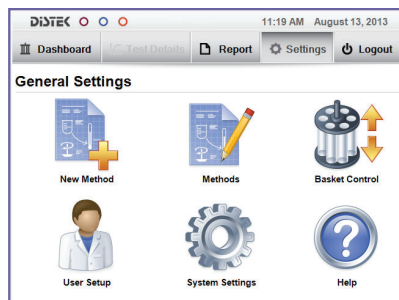 DISTEK 11:19 AM August 13, 2013
Dashboard Test Details Report Settings Logout
General Settings
New Method Methods Basket Control
User Setup System Settings Help